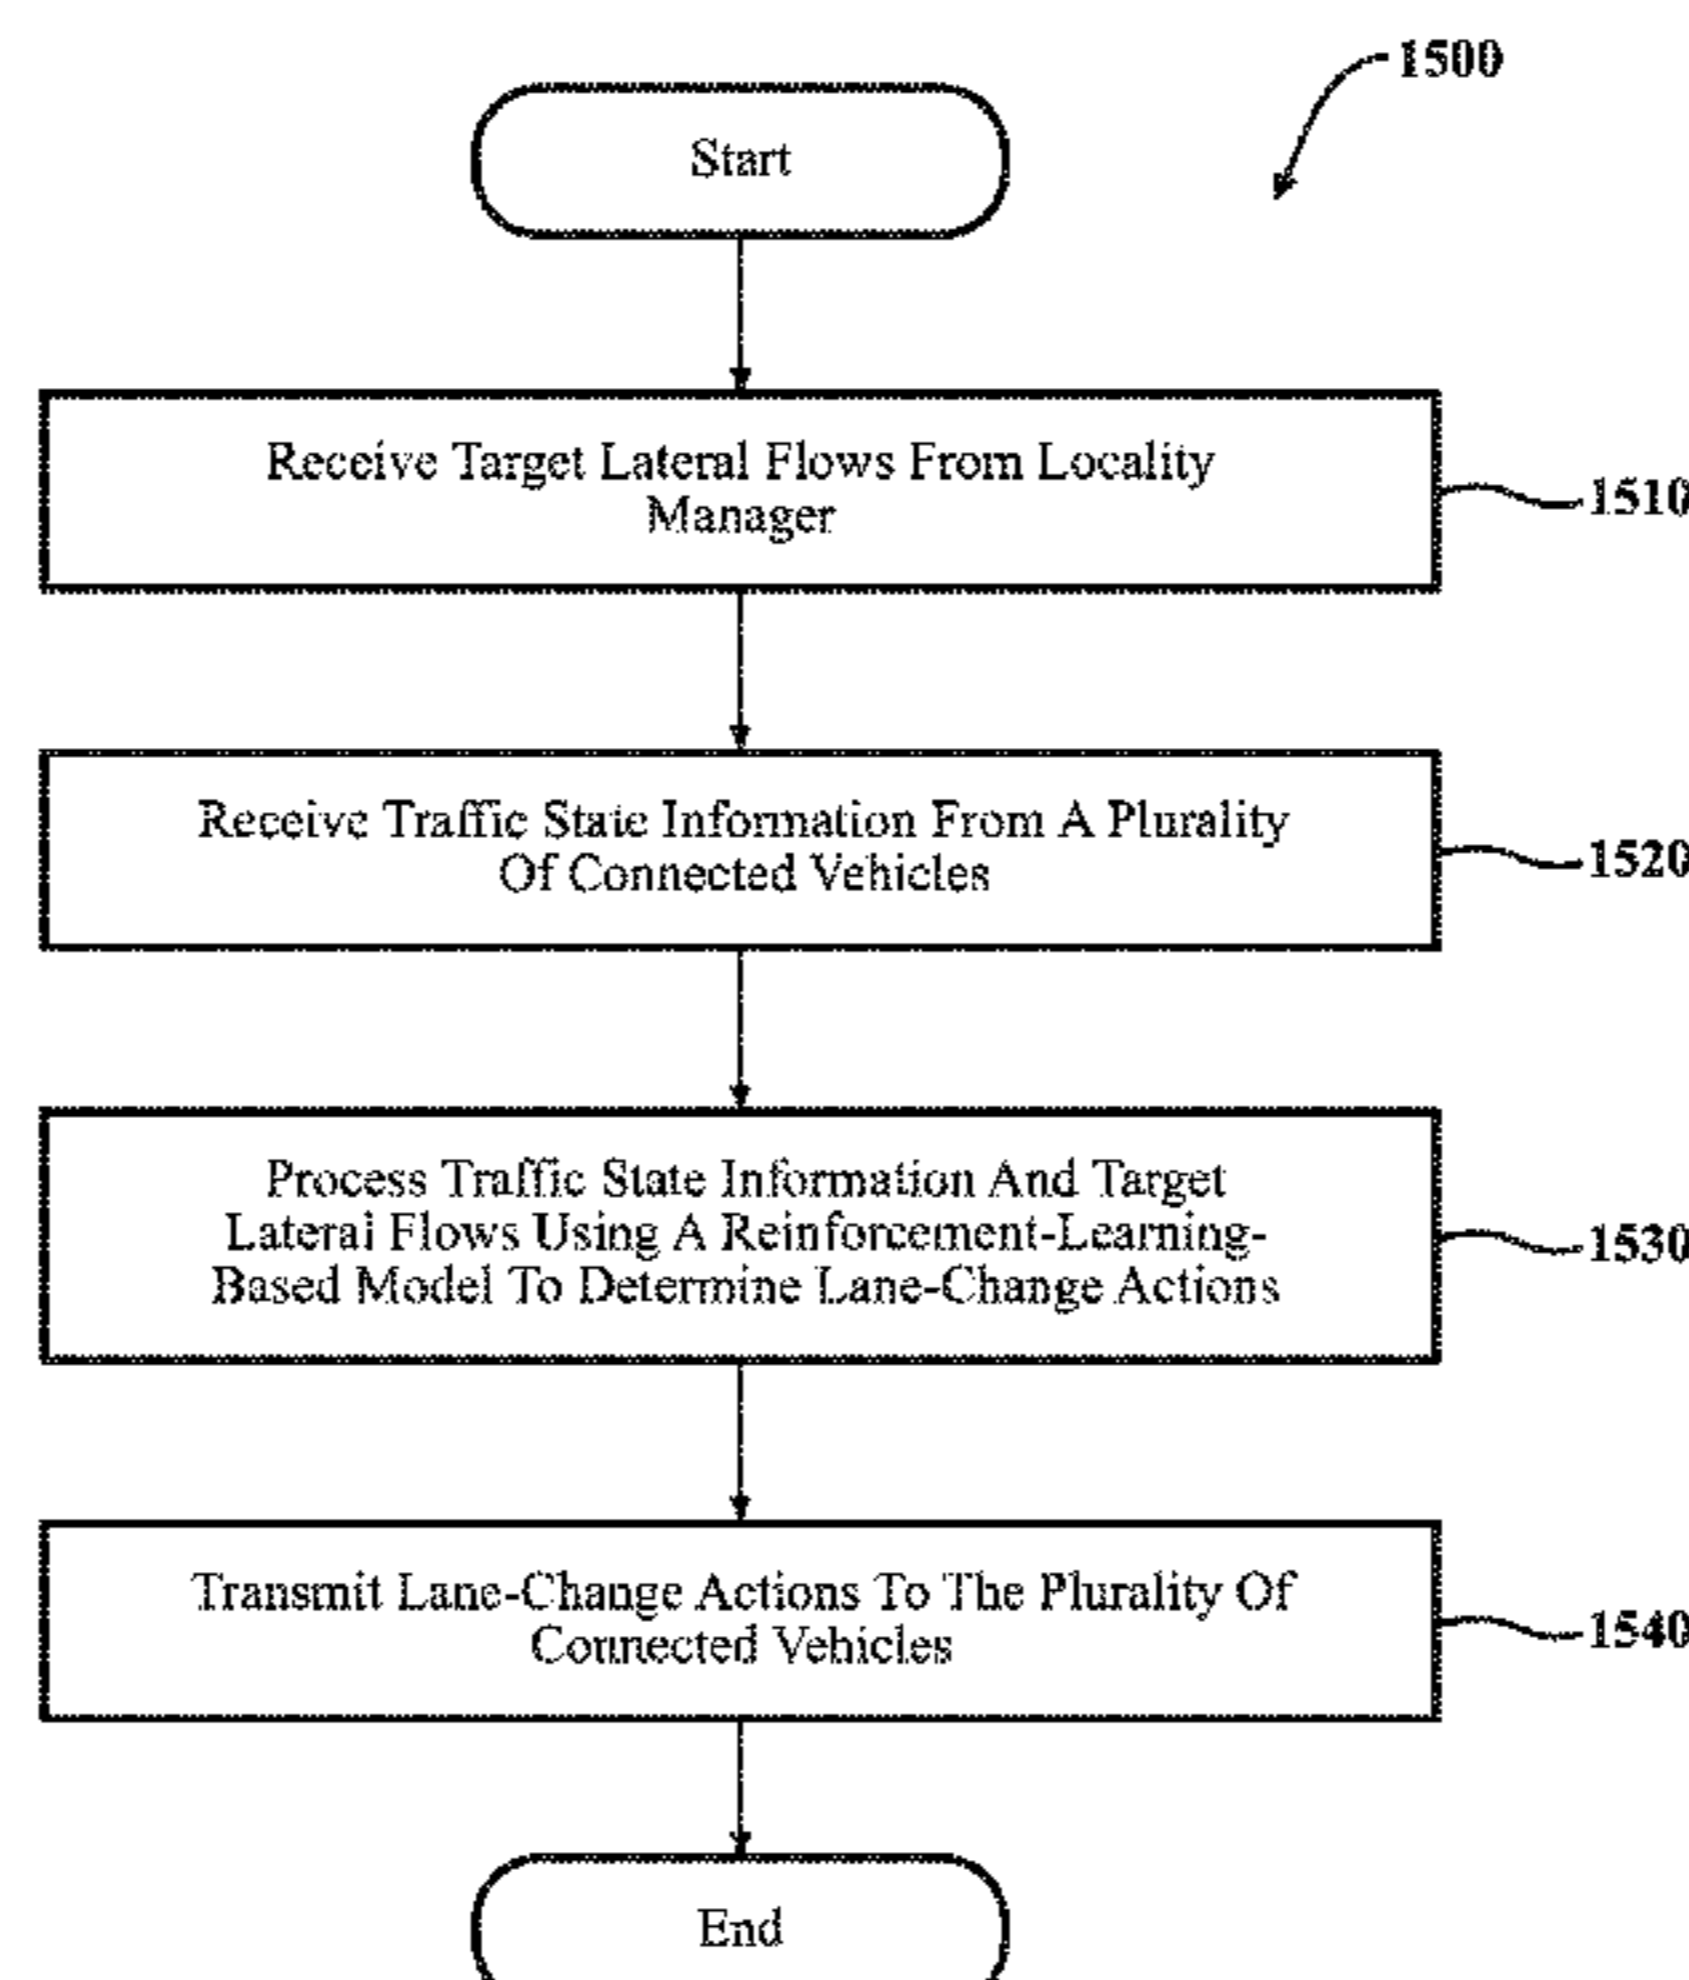 1500
Start
Receive Target Lateral Flows From Locality
Manager
1510
Receive Traffic State Information From A Plurality
Of Connected Vehicles
1520
Process Traffic State Information And Target
Lateral Flows Using A Reinforcement-Learning-
Based Model To Determine Lane-Change Actions
1530
Transmit Lane-Change Actions To The Plurality Of
Connected Vehicles
1540
End